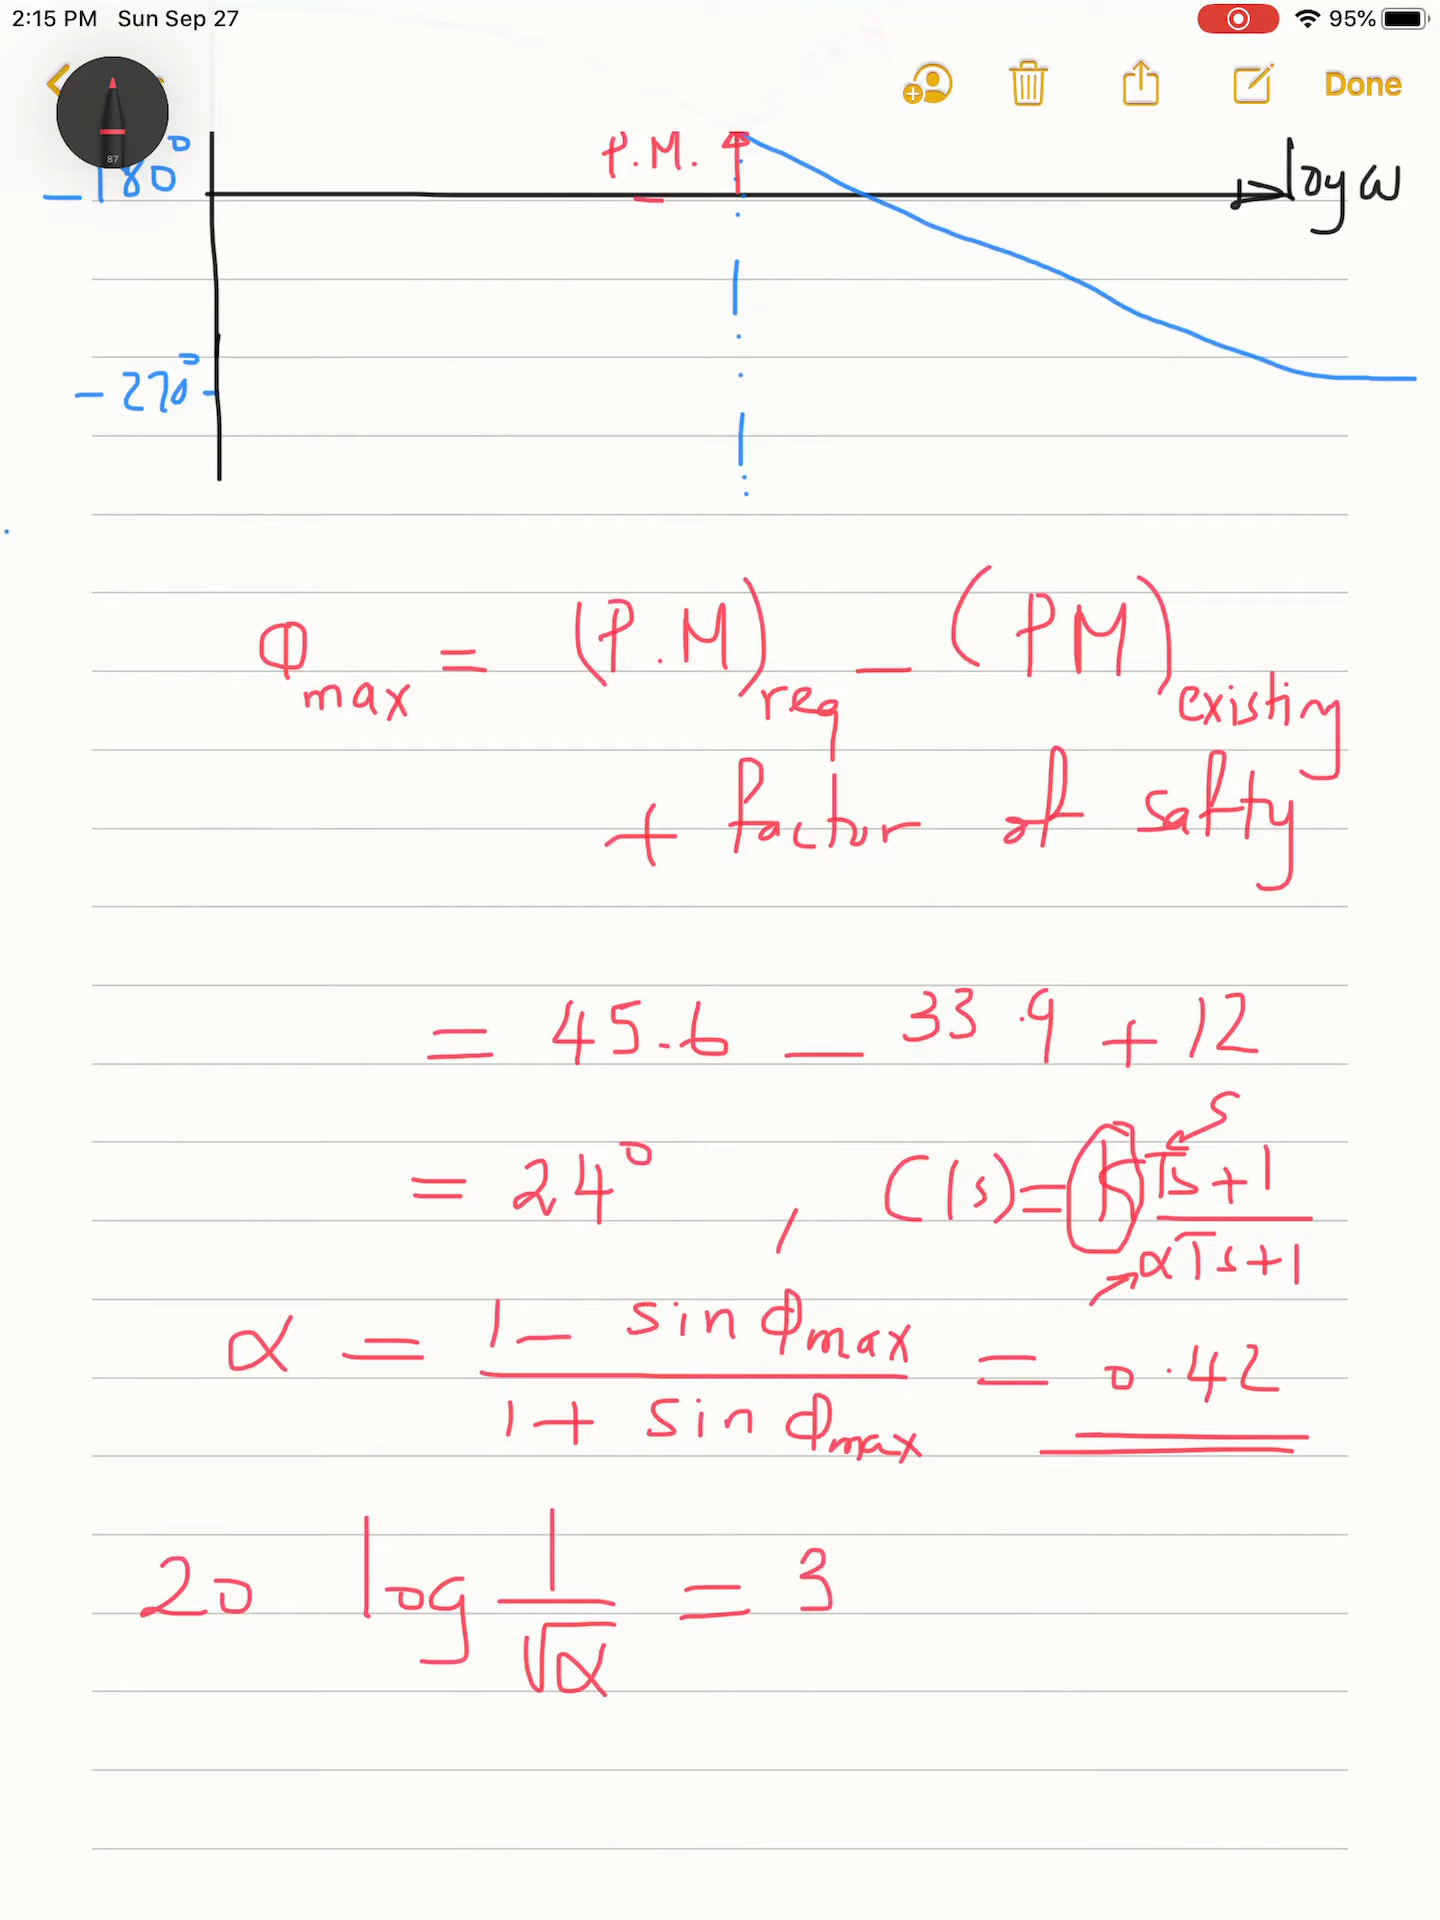 2:15 PM Sun Sep 27
95%
Done
87
-180°
P.M.
log ω
-270°
Φmax = (P.M)req - (PM)existing
+ factor of safty
= 45.6 - 33.9 + 12
= 24° , C(s) = K (Ts+1)/(αTs+1)
s
α = (1 - sin Φmax)/(1 + sin Φmax) = 0.42
20 log 1/√α = 3